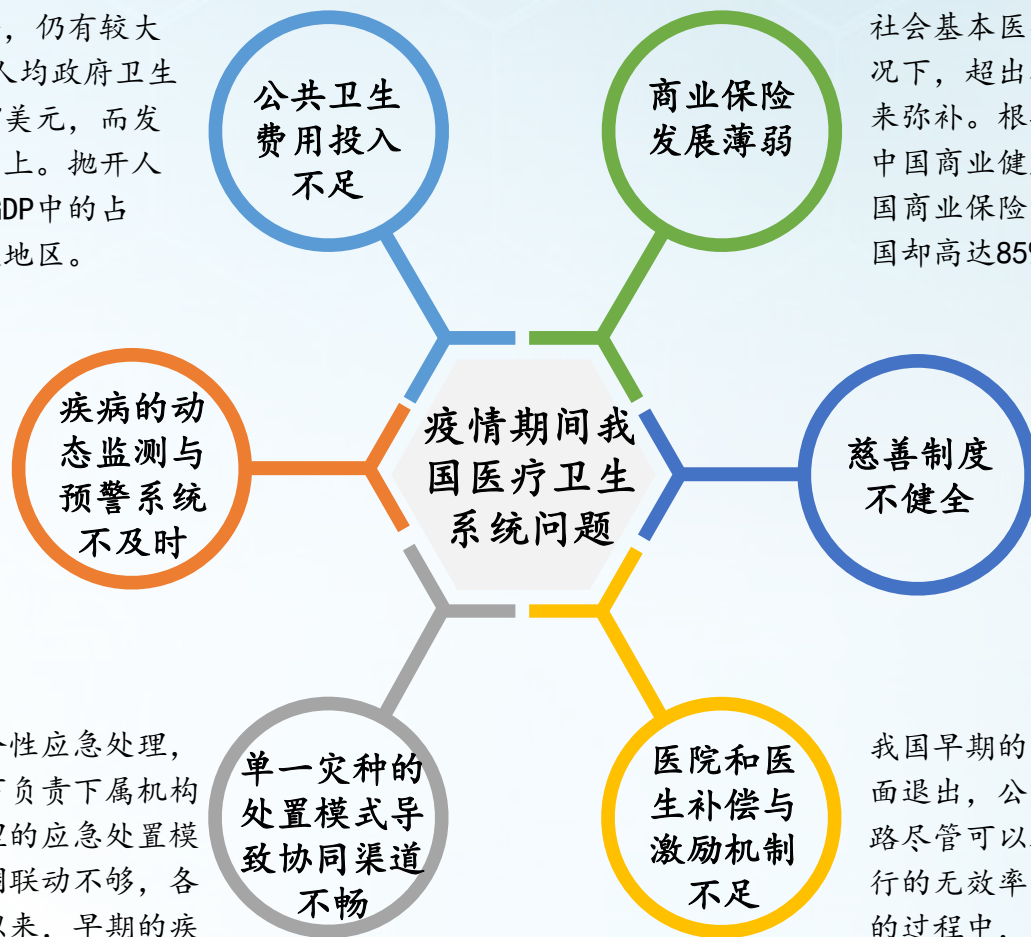 ，仍有较大
人均政府卫生
美元，而发
上。抛开人
GDP中的占
地区。
公共卫生
费用投入
不足
商业保险
发展薄弱
社会基本医
况下，超出
来弥补。根
中国商业健
国商业保险
国却高达85
疾病的动
态监测与
预警系统
不及时
疫情期间我
国医疗卫生
系统问题
慈善制度
不健全
性应急处理，
负责下属机构
的应急处置模
联动不够，各
以来，早期的疾
单一灾种的
处置模式导
致协同渠道
不畅
医院和医
生补偿与
激励机制
不足
我国早期的
面退出，公
路尽管可以
行的无效率
的过程中，